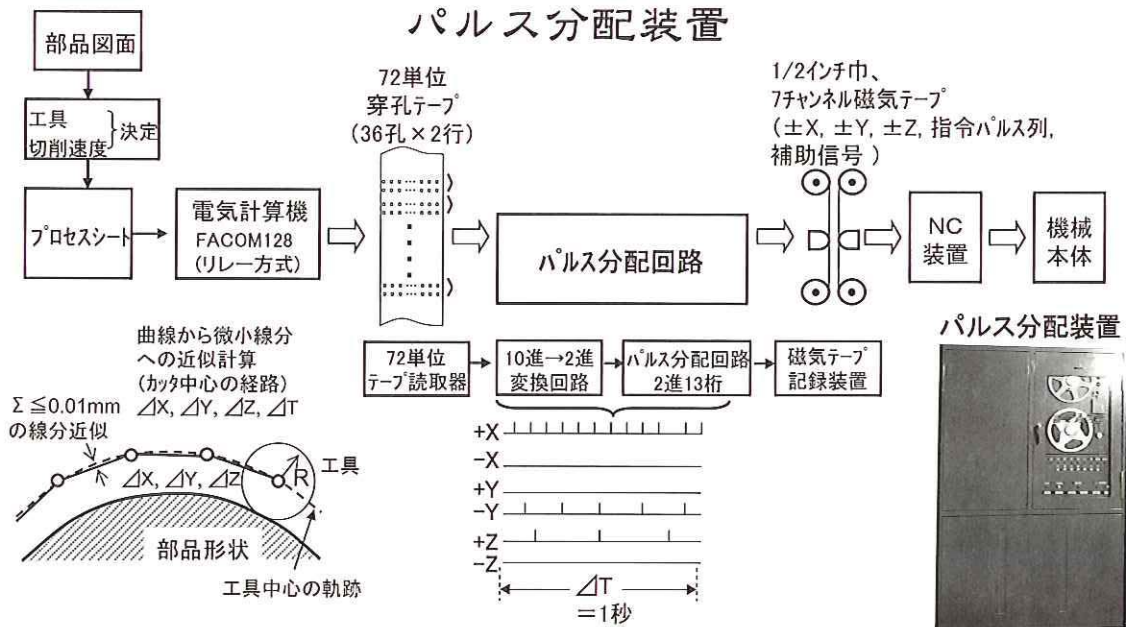 パルス分配装置
部品図面
工具
切削速度
決定
プロセスシート
電気計算機
FACOM128
(リレー方式)
72単位
穿孔テープ
(36孔×2行)
パルス分配回路
1/2インチ巾、
7チャンネル磁気テープ
(±X, ±Y, ±Z, 指令パルス列,
補助信号 )
NC
装置
機械
本体
72単位
テープ読取器
10進→2進
変換回路
パルス分配回路
2進13桁
磁気テープ
記録装置
曲線から微小線分
への近似計算
(カッタ中心の経路)
⊿X, ⊿Y, ⊿Z, ⊿T
Σ≦0.01mm
の線分近似
⊿X, ⊿Y, ⊿Z
R
工具
部品形状
工具中心の軌跡
+X
-X
+Y
-Y
+Z
-Z
⊿T
=1秒
パルス分配装置